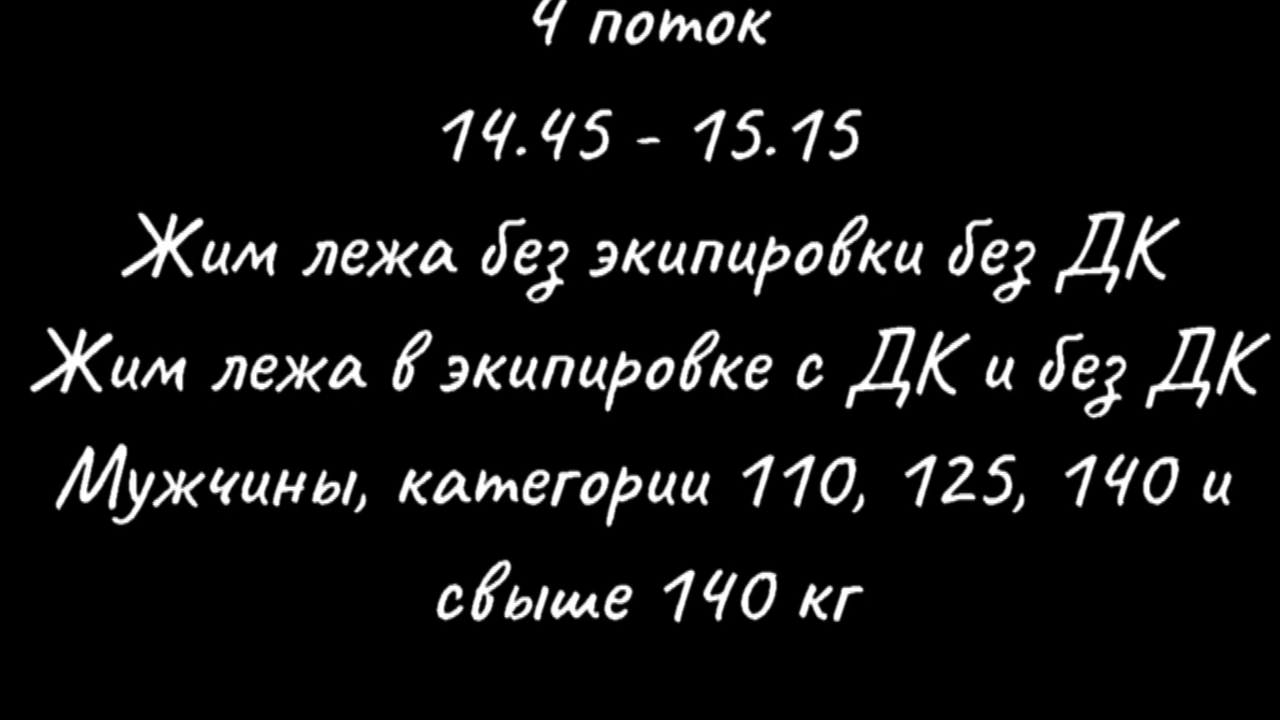 4 поток
14.45 - 15.15
Жим лежа без экипировки без ДК
Жим лежа в экипировке с ДК и без ДК
Мужчины, категории 110, 125, 140 и
свыше 140 кг